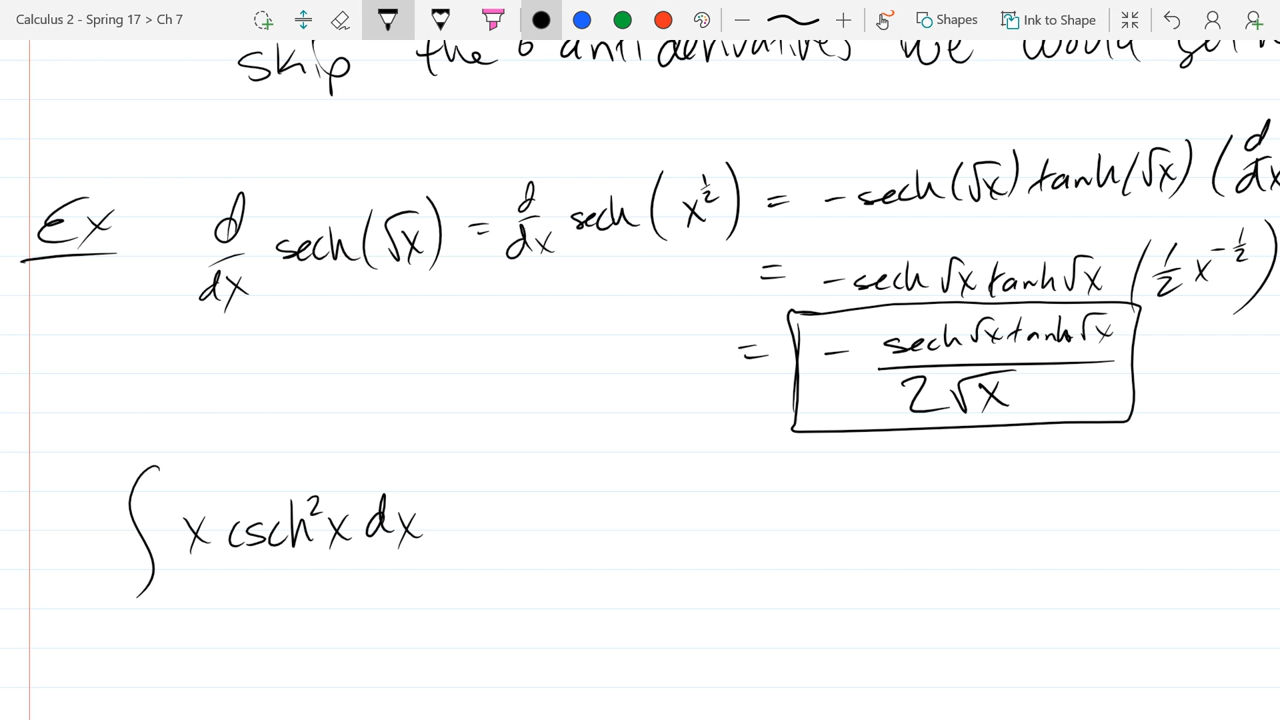 Calculus 2 - Spring 17 > Ch 7
Shapes
Ink to Shape
skip the 6 antiderivatives we would
Ex d/dx sech(√x) = d/dx sech(x^1/2) = -sech(√x) tanh(√x) (d/dx
= -sech √x tanh √x (1/2 x^-1/2)
= - sech √x tanh √x / 2√x
∫ x csch²x dx